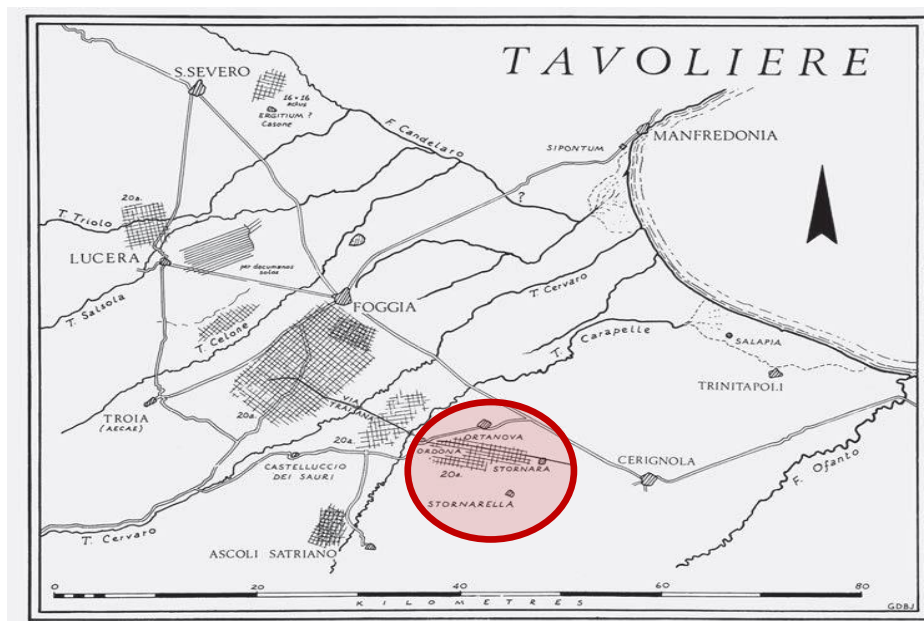 TAVOLIERE
S. SEVERO
16 × 16
actus
ERGITIUM ?
Casone
F. Candelaro
MANFREDONIA
SIPONTUM
?
20a.
T. Triolo
LUCERA
per decumanos
solos
T. Salsola
T. Celone
FOGGIA
T. Cervaro
T. Carapelle
SALAPIA
TRINITAPOLI
TROIA
(AECAE)
20a.
VIA
TRAIANA
20a.
ORTANOVA
ORDONA
STORNARA
20a.
CERIGNOLA
CASTELLUCCIO
DEI SAURI
STORNARELLA
F. Ofanto
T. Cervaro
ASCOLI SATRIANO
0 20 40 60 80
KILOMETRES
GDBJ